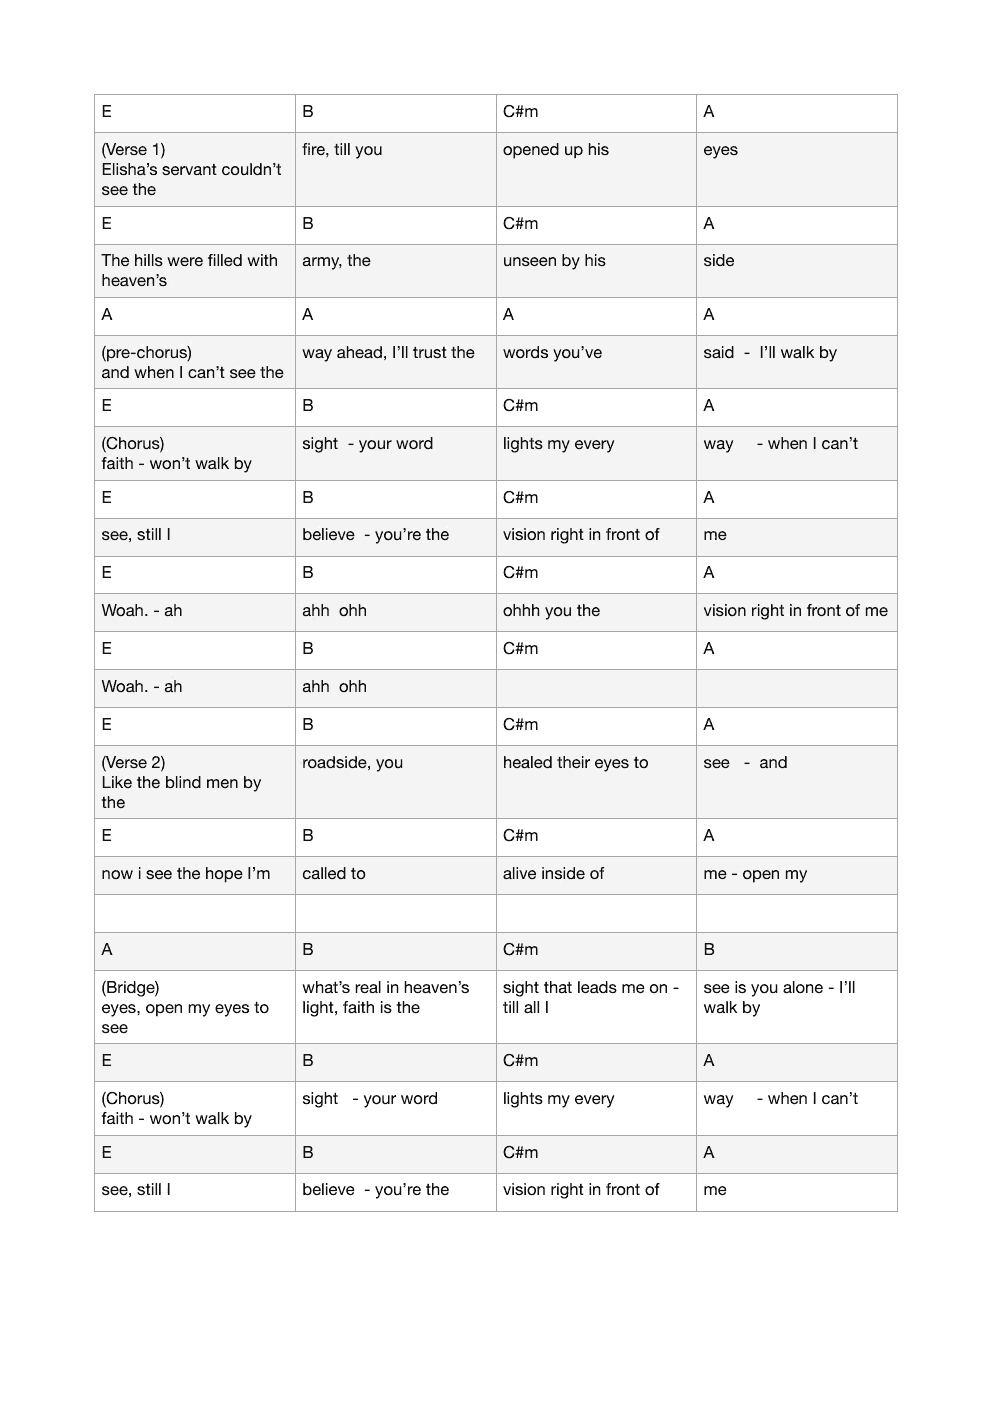 E B C#m A
(Verse 1)
Elisha’s servant couldn’t see the fire, till you opened up his eyes
E B C#m A
The hills were filled with heaven’s army, the unseen by his side
A A A A
(pre-chorus)
and when I can’t see the way ahead, I’ll trust the words you’ve said - I’ll walk by
E B C#m A
(Chorus)
faith - won’t walk by sight - your word lights my every way - when I can’t
E B C#m A
see, still I believe - you’re the vision right in front of me
E B C#m A
Woah. - ah ahh ohh ohhh you the vision right in front of me
E B C#m A
Woah. - ah ahh ohh
E B C#m A
(Verse 2)
Like the blind men by the roadside, you healed their eyes to see - and
E B C#m A
now i see the hope I’m called to alive inside of me - open my
A B C#m B
(Bridge)
eyes, open my eyes to see what’s real in heaven’s light, faith is the sight that leads me on - till all I see is you alone - I’ll walk by
E B C#m A
(Chorus)
faith - won’t walk by sight - your word lights my every way - when I can’t
E B C#m A
see, still I believe - you’re the vision right in front of me